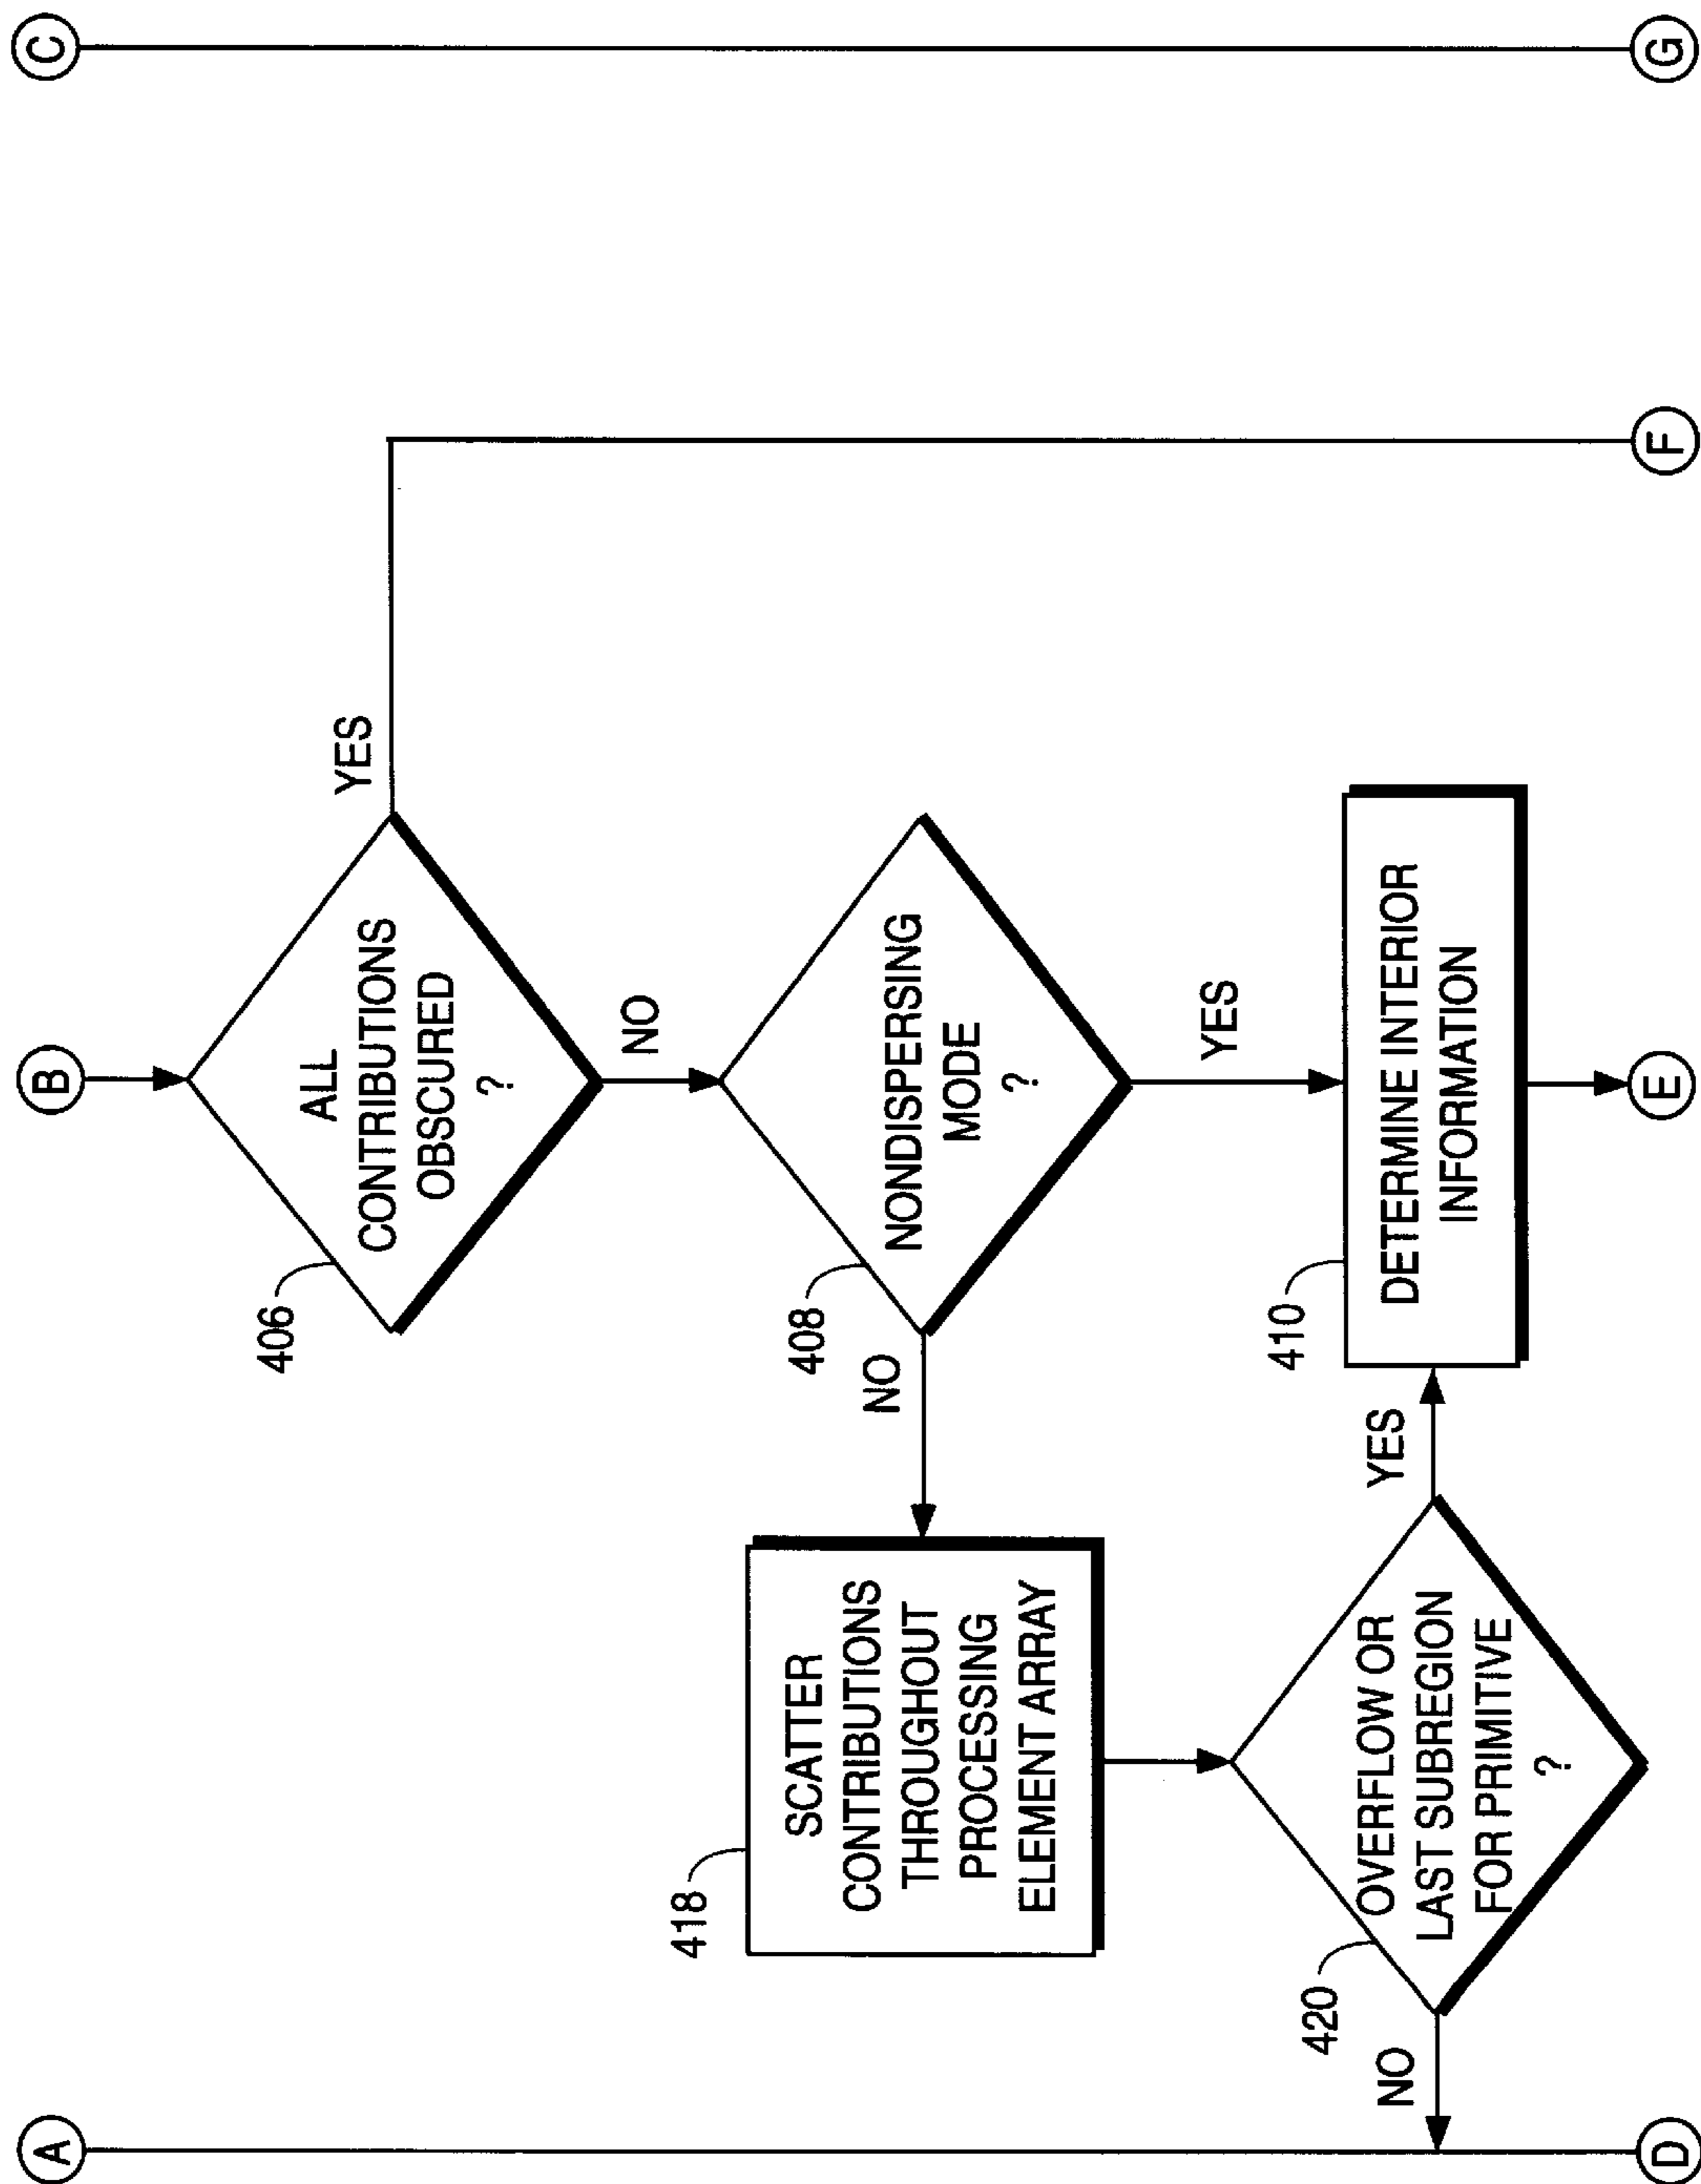 A
B
C
406
ALL
CONTRIBUTIONS
OBSCURED
?
YES
NO
408
NONDISPERSING
MODE
?
NO
YES
418
SCATTER
CONTRIBUTIONS
THROUGHOUT
PROCESSING
ELEMENT ARRAY
420
OVERFLOW OR
LAST SUBREGION
FOR PRIMITIVE
?
NO
YES
410
DETERMINE INTERIOR
INFORMATION
D
E
F
G